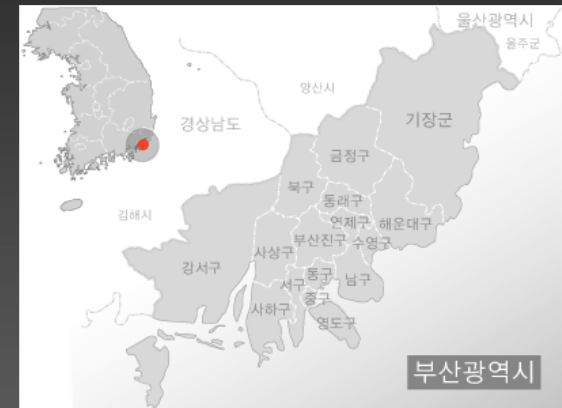 울산광역시
울주군
양산시
경상남도
기장군
금정구
북구
동래구
연제구
해운대구
김해시
부산진구
수영구
사상구
강서구
동구
남구
서구
중구
사하구
영도구
부산광역시